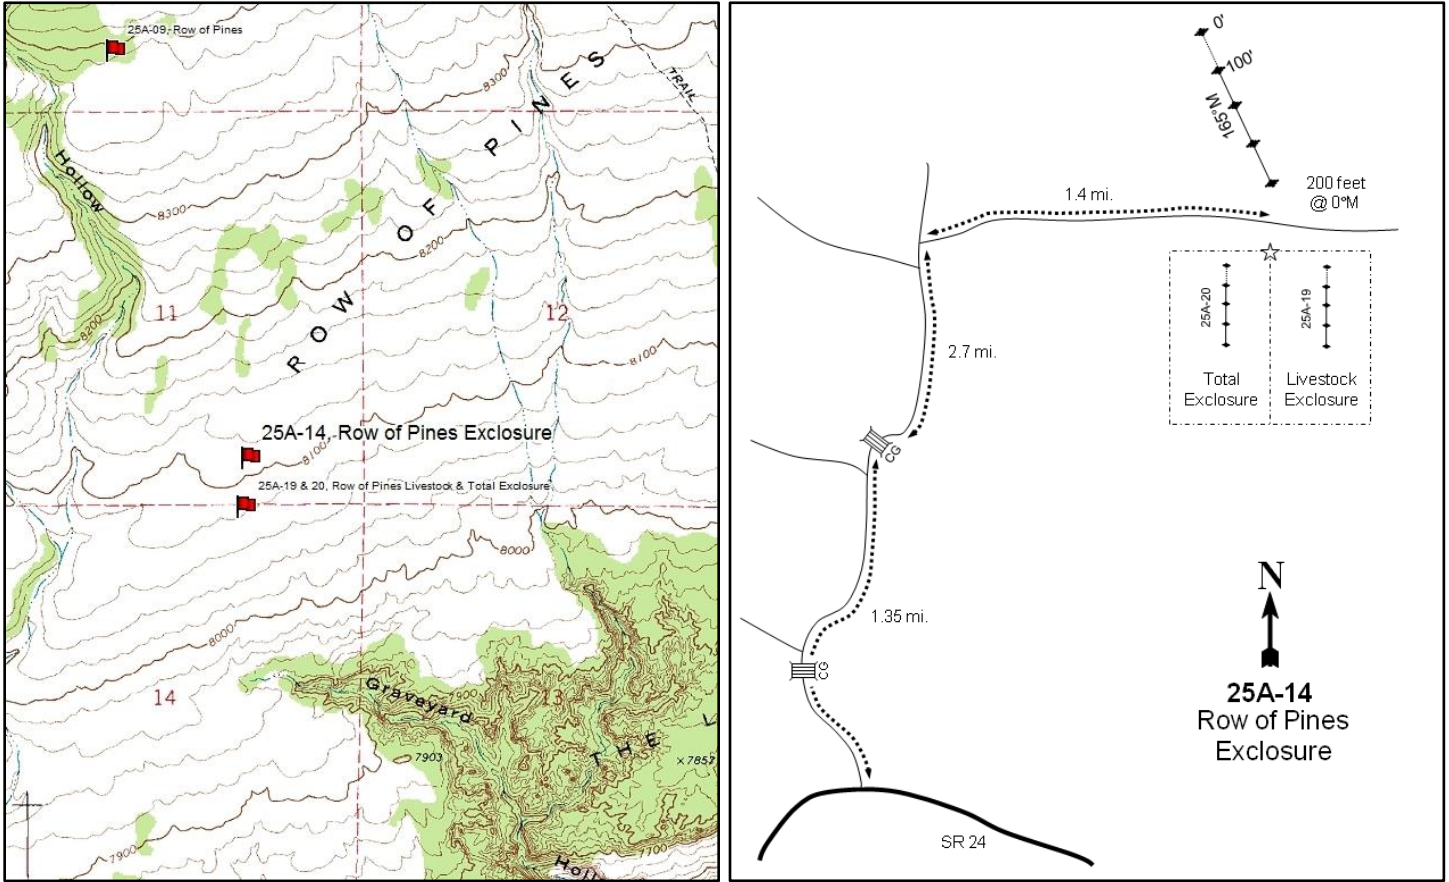 25A-09, Row of Pines
8300
TRAIL
ROW OF PINES
Hollow
8300
8200
11
12
8200
8100
25A-14, Row of Pines Exclosure
8100
25A-19 & 20, Row of Pines Livestock & Total Exclosure
8000
8000
14
13
Graveyard
7900
THE
7903
7857
7900
7700
0'
100'
165°M
200 feet
@ 0°M
1.4 mi.
25A-20
25A-19
Total
Exclosure
Livestock
Exclosure
2.7 mi.
CG
1.35 mi.
CG
N
25A-14
Row of Pines
Exclosure
SR 24